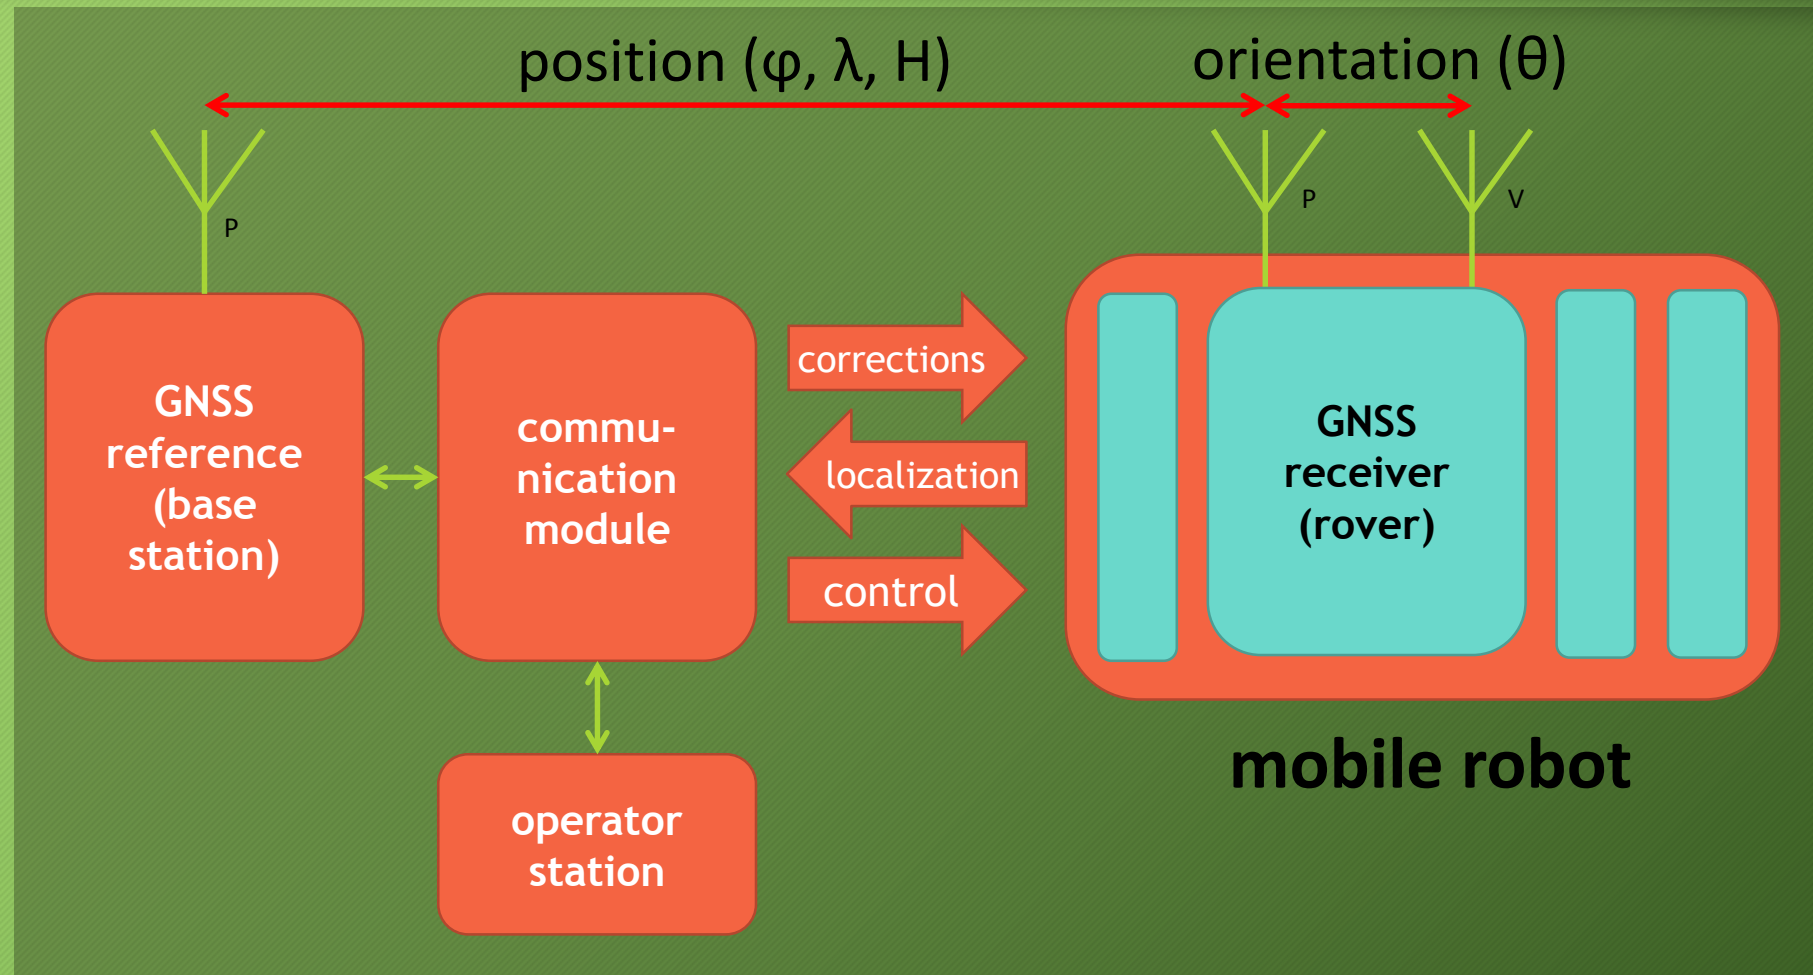 position (φ, λ, H)
orientation (θ)
P
P
V
GNSS
reference
(base
station)
commu-
nication
module
corrections
localization
control
GNSS
receiver
(rover)
mobile robot
operator
station